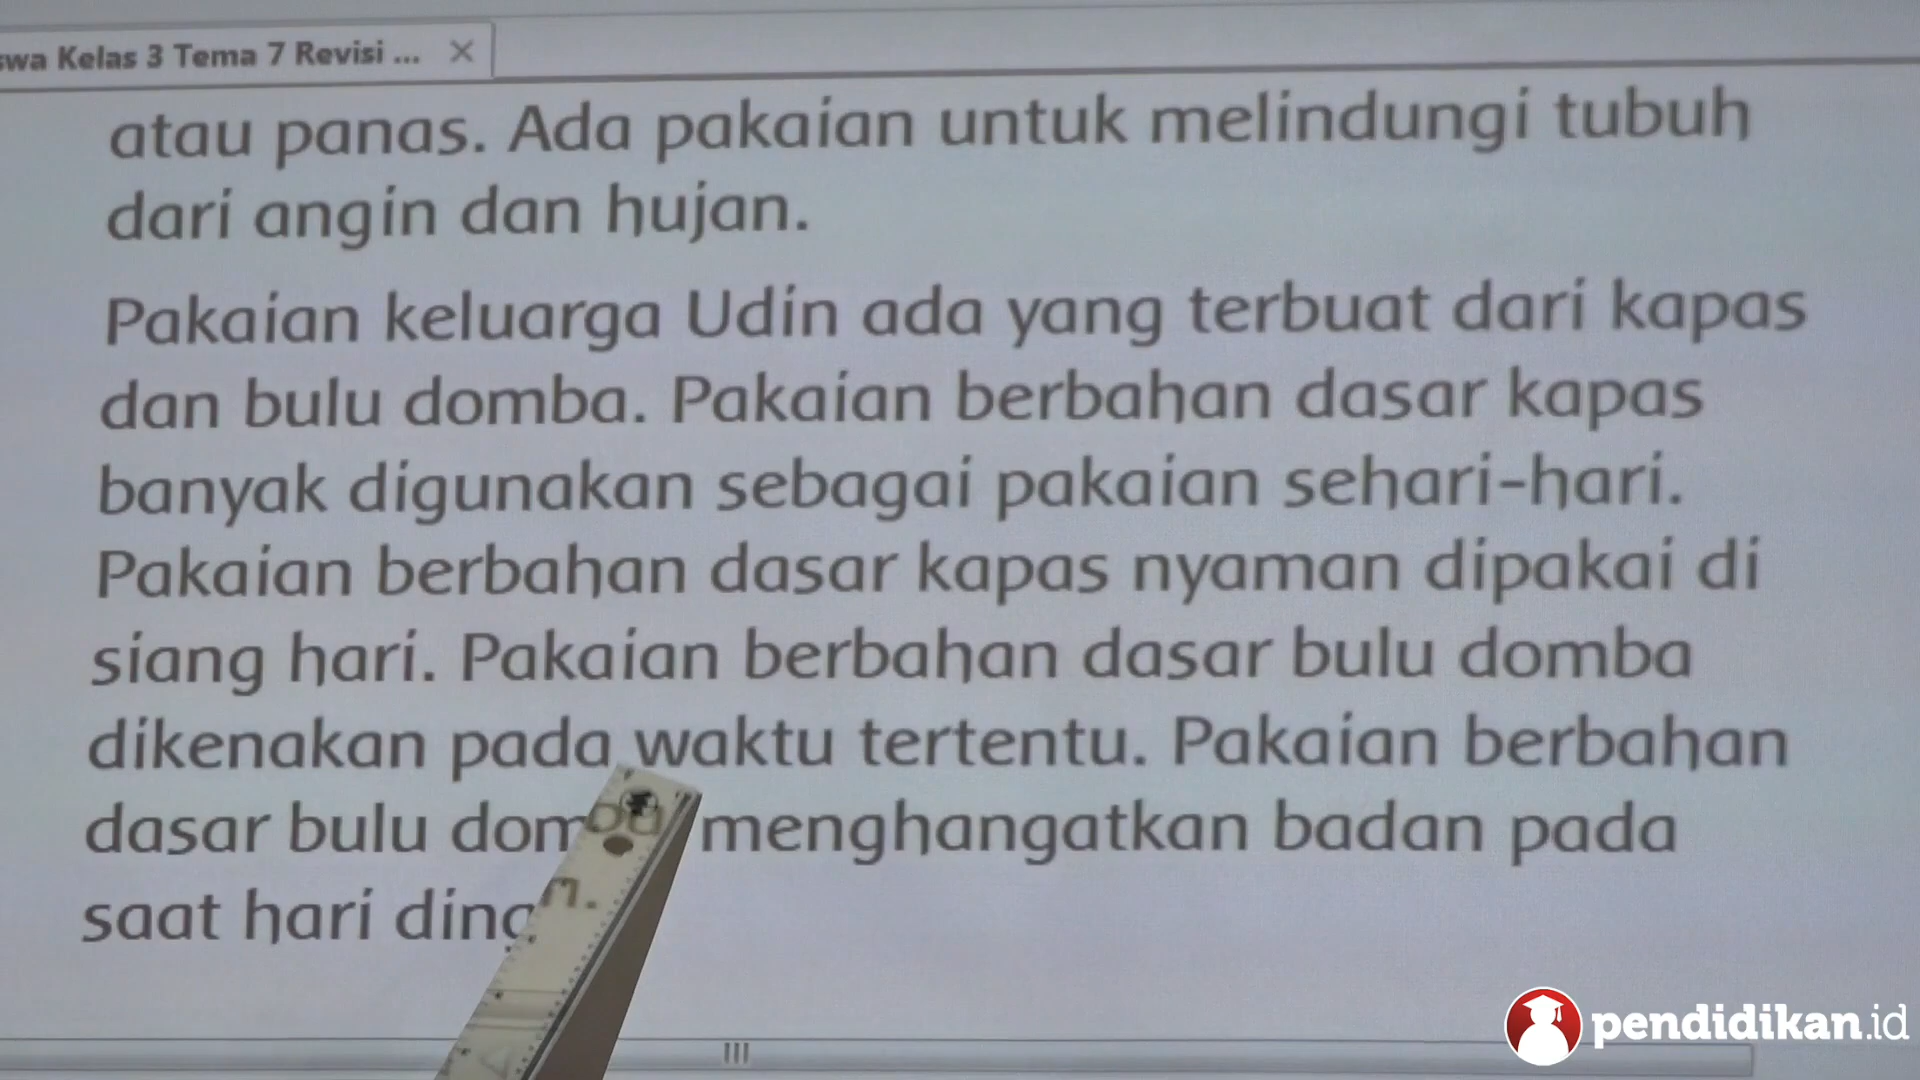 swa Kelas 3 Tema 7 Revisi ...
atau panas. Ada pakaian untuk melindungi tubuh
dari angin dan hujan.
Pakaian keluarga Udin ada yang terbuat dari kapas
dan bulu domba. Pakaian berbahan dasar kapas
banyak digunakan sebagai pakaian sehari-hari.
Pakaian berbahan dasar kapas nyaman dipakai di
siang hari. Pakaian berbahan dasar bulu domba
dikenakan pada waktu tertentu. Pakaian berbahan
dasar bulu domba menghangatkan badan pada
saat hari
pendidikan.id